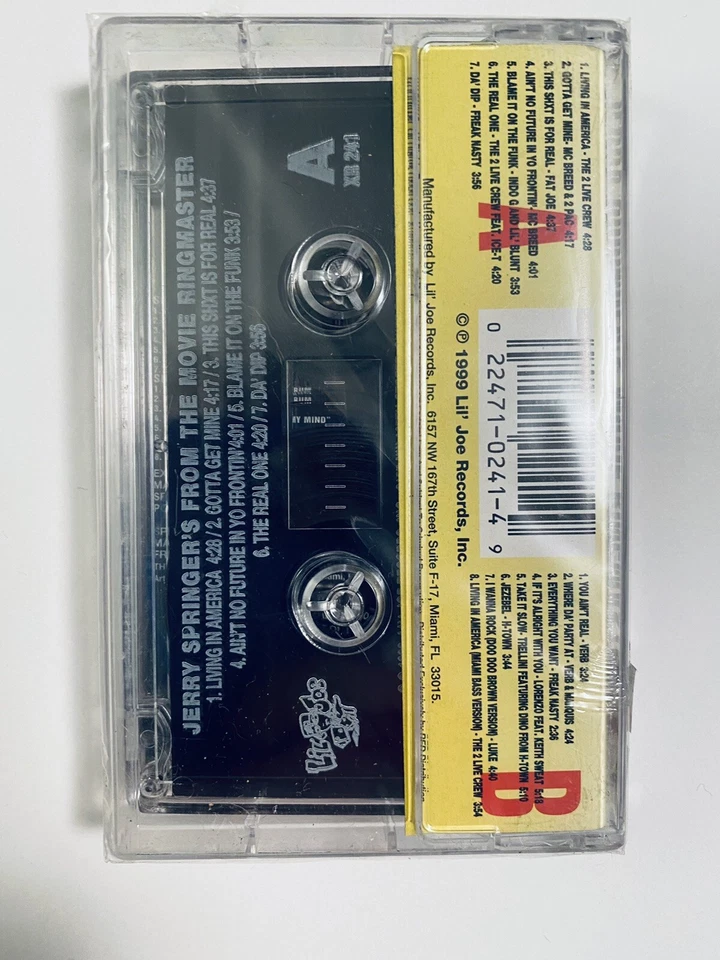 1. LIVING IN AMERICA - THE 2 LIVE CREW 4:28
2. GOTTA GET MINE- MC BREED & 2 PAC 4:17
3. THIS SHXT IS FOR REAL - FAT JOE 4:37
4. AIN'T NO FUTURE IN YO FRONTIN'- MC BREED 4:01
5. BLAME IT ON THE FUNK - INDO G AND LIL' BLUNT 3:53
6. THE REAL ONE - THE 2 LIVE CREW FEAT. ICE-T 4:20
7. DA' DIP - FREAK NASTY 3:56
A
0 22471-0241-4 9
1. YOU AIN'T REAL - VERB 3:24
2. WHERE DA' PARTY AT - VERB & 4:24
3. EVERYTHING YOU WANT - FREAK NASTY 2:36
4. IF IT'S ALRIGHT WITH YOU - LORENZO FEAT. KEITH SWEAT 5:18
5. TAKE IT SLOW- THELLINI FEATURING DINO FROM H-TOWN 5:10
6. JEZEBEL - H-TOWN 3:44
7. I WANNA ROCK (DOO DOO BROWN VERSION) - LUKE 4:40
8. LIVING IN AMERICA (MIAMI BASS VERSION) - THE 2 LIVE CREW 3:54
B
© ℗ 1999 Lil' Joe Records, Inc.
Manufactured by Lil' Joe Records, Inc. 6157 NW 167th Street, Suite F-17, Miami, FL 33015.
A
XR 241
MY MIND"
Lil' Joe
JERRY SPRINGER'S FROM THE MOVIE RINGMASTER
1. LIVING IN AMERICA 4:28 / 2. GOTTA GET MINE 4:17 / 3. THIS SHXT IS FOR REAL 4:37
4. AIN'T NO FUTURE IN YO FRONTIN' 4:01 / 5. BLAME IT ON THE FUNK 3:53 /
6. THE REAL ONE 4:20 / 7. DA' DIP 3:56